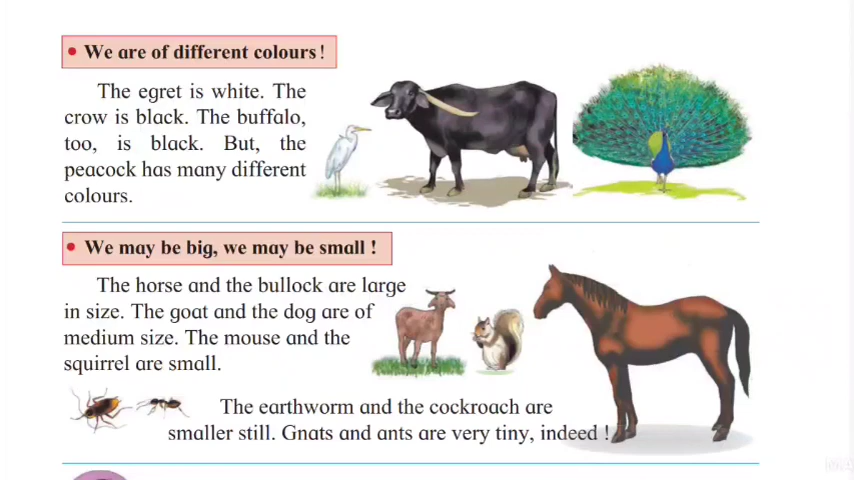 • We are of different colours !
The egret is white. The
crow is black. The buffalo,
too, is black. But, the
peacock has many different
colours.
• We may be big, we may be small !
The horse and the bullock are large
in size. The goat and the dog are of
medium size. The mouse and the
squirrel are small.
The earthworm and the cockroach are
smaller still. Gnats and ants are very tiny, indeed !